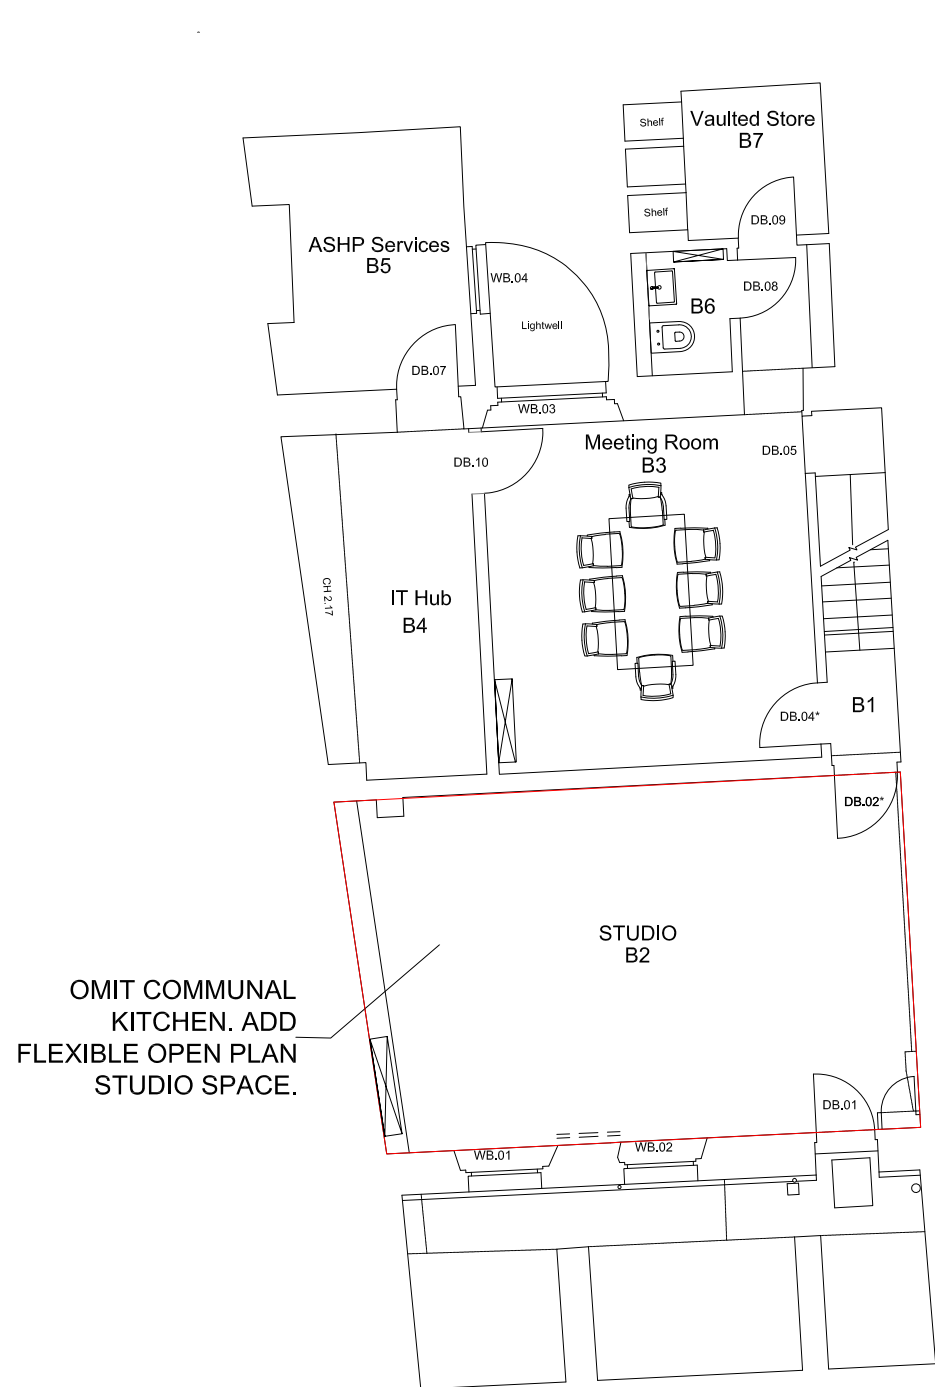 Shelf
Vaulted Store
B7
Shelf
DB.09
ASHP Services
B5
WB.04
DB.08
B6
Lightwell
DB.07
WB.03
Meeting Room
B3
DB.05
DB.10
CH 2.17
IT Hub
B4
B1
DB.04*
DB.02*
STUDIO
B2
OMIT COMMUNAL
KITCHEN. ADD
FLEXIBLE OPEN PLAN
STUDIO SPACE.
DB.01
WB.01
WB.02